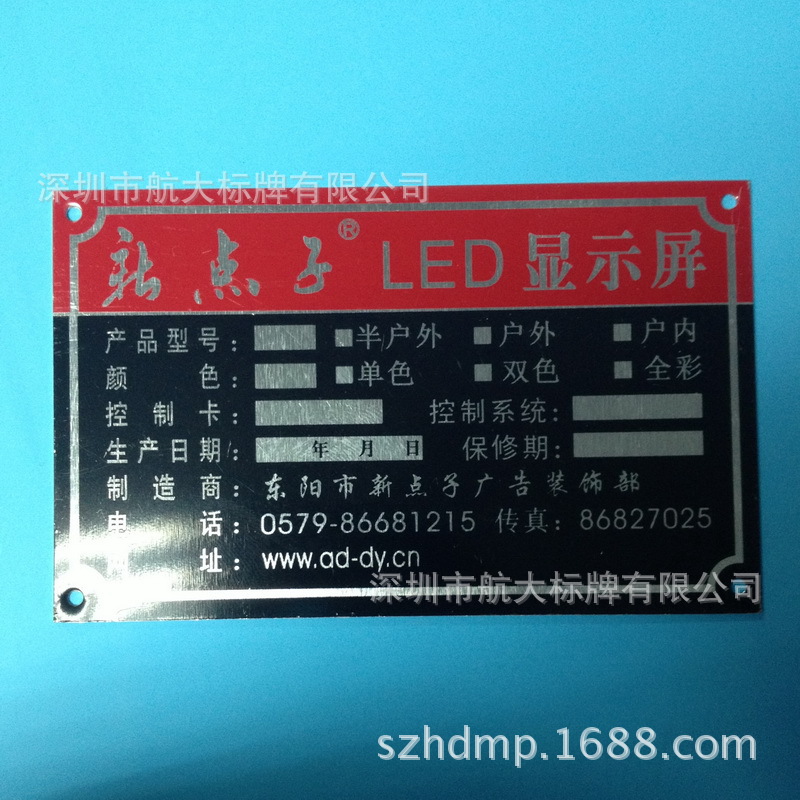 深圳市航大标牌有限公司
新点子® LED 显示屏
产品型号： 半户外 户外 户内
颜色： 单色 双色 全彩
控制卡： 控制系统：
生产日期： 年 月 日 保修期：
制造商：东阳市新点子广告装饰部
电话：0579-86681215 传真：86827025
址：www.ad-dy.cn
深圳市航大标牌有限公司
szhdmp.1688.com